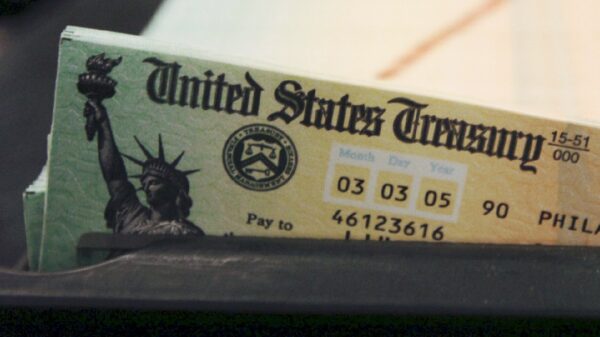 United States Treasury
15-51
000
Month Day Year
03 03 05
90 PHILA
46123616
Pay to